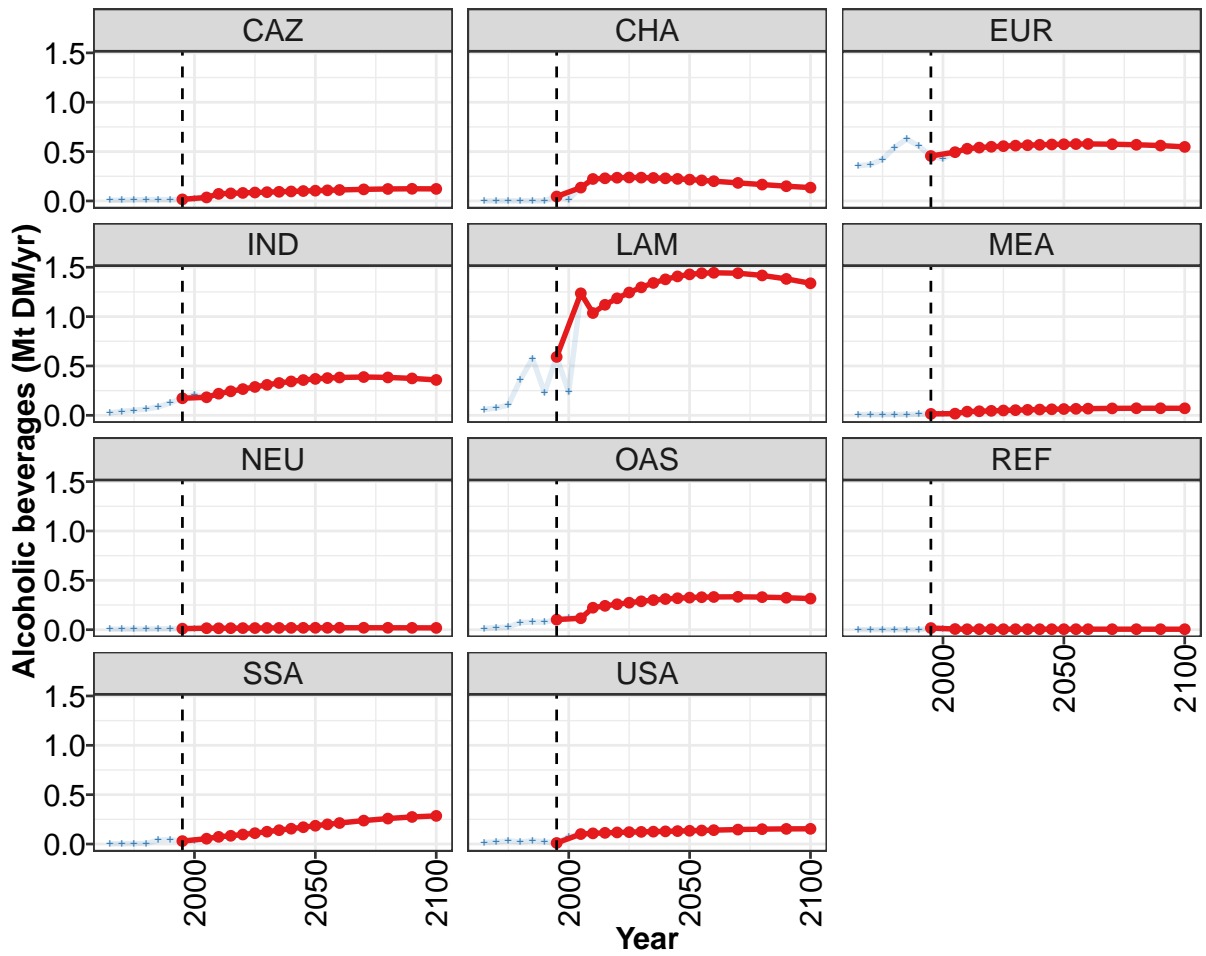 CAZ CHA EUR
1.5
1.0
0.5
0.0
IND LAM MEA
1.5
1.0
0.5
0.0
NEU OAS REF
1.5
1.0
0.5
0.0
2000 2050 2100
SSA USA
1.5
1.0
0.5
0.0
2000 2050 2100 2000 2050 2100
Year
Alcoholic beverages (Mt DM/yr)